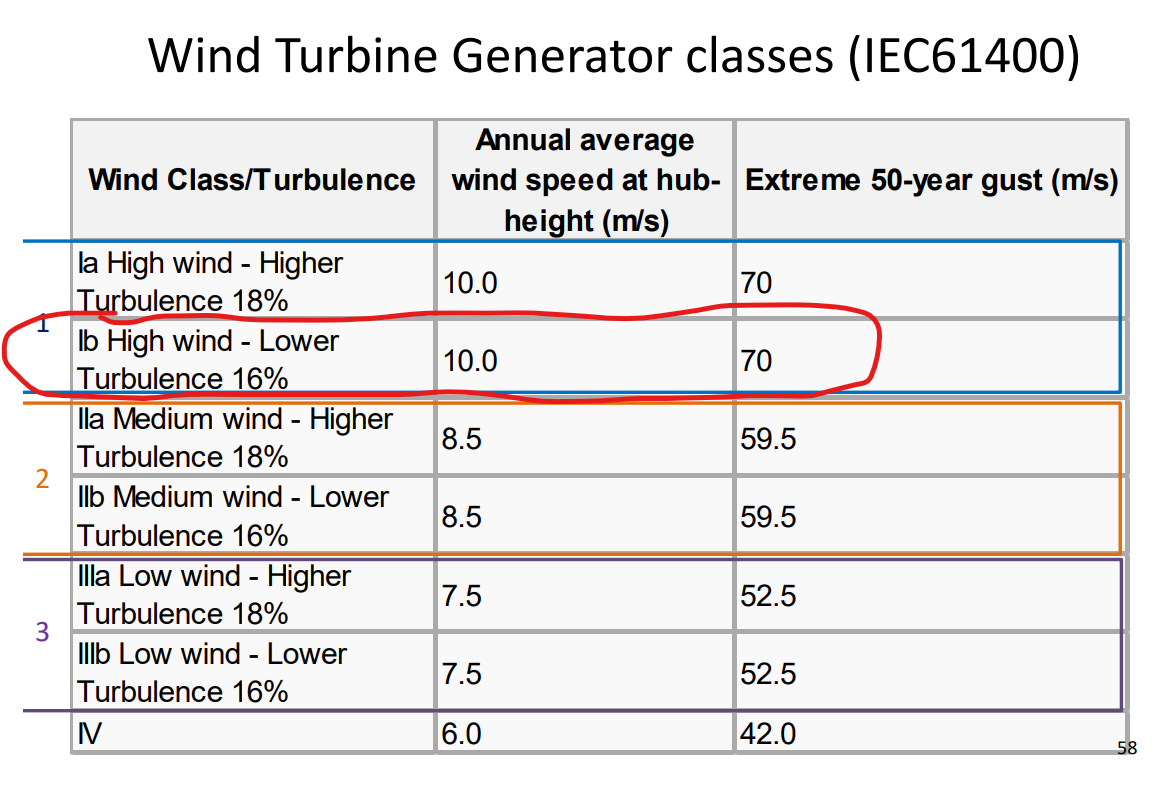 Wind Turbine Generator classes (IEC61400)
Annual average
Wind Class/Turbulence wind speed at hub- Extreme 50-year gust (m/s)
height (m/s)
Ia High wind - Higher
Turbulence 18% 10.0 70
1
Ib High wind - Lower
Turbulence 16% 10.0 70
IIa Medium wind - Higher
Turbulence 18% 8.5 59.5
2
IIb Medium wind - Lower
Turbulence 16% 8.5 59.5
IIIa Low wind - Higher
Turbulence 18% 7.5 52.5
3
IIIb Low wind - Lower
Turbulence 16% 7.5 52.5
IV 6.0 42.0
58